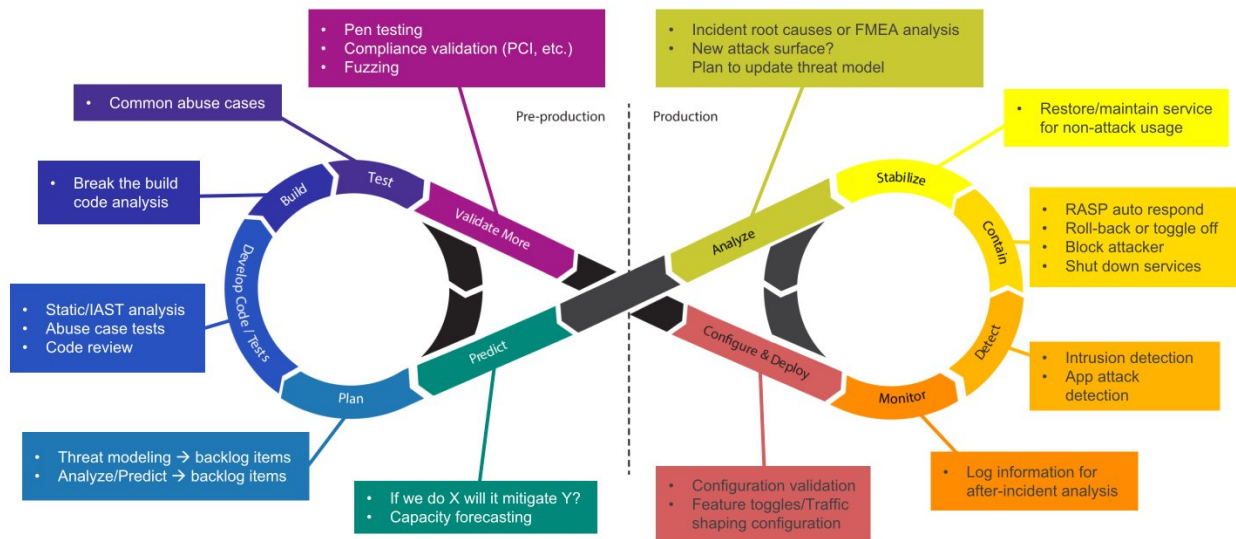 • Pen testing
• Compliance validation (PCI, etc.)
• Fuzzing
• Incident root causes or FMEA analysis
• New attack surface?
Plan to update threat model
• Common abuse cases
Pre-production
Production
• Restore/maintain service
for non-attack usage
• Break the build
code analysis
Build
Test
Validate More
Analyze
Stabilize
Contain
• RASP auto respond
• Roll-back or toggle off
• Block attacker
• Shut down services
• Static/IAST analysis
• Abuse case tests
• Code review
Develop Code / Tests
Plan
Predict
Configure & Deploy
Monitor
Detect
• Intrusion detection
• App attack
detection
• Threat modeling → backlog items
• Analyze/Predict → backlog items
• If we do X will it mitigate Y?
• Capacity forecasting
• Configuration validation
• Feature toggles/Traffic
shaping configuration
• Log information for
after-incident analysis